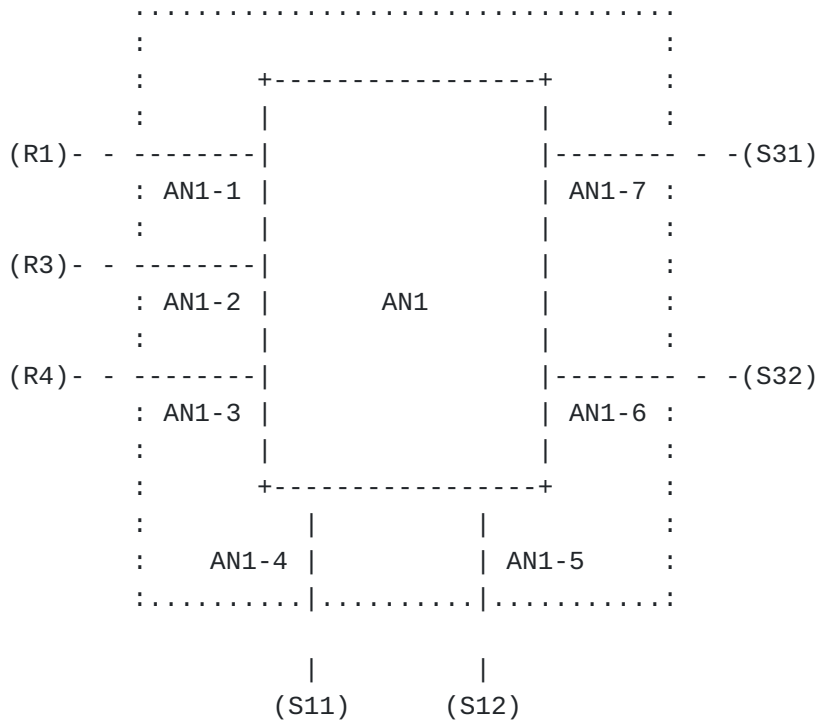 (R1) (S31)
AN1-1 AN1-7
(R3)
AN1-2 AN1
(R4) (S32)
AN1-3 AN1-6
AN1-4 AN1-5
(S11) (S12)